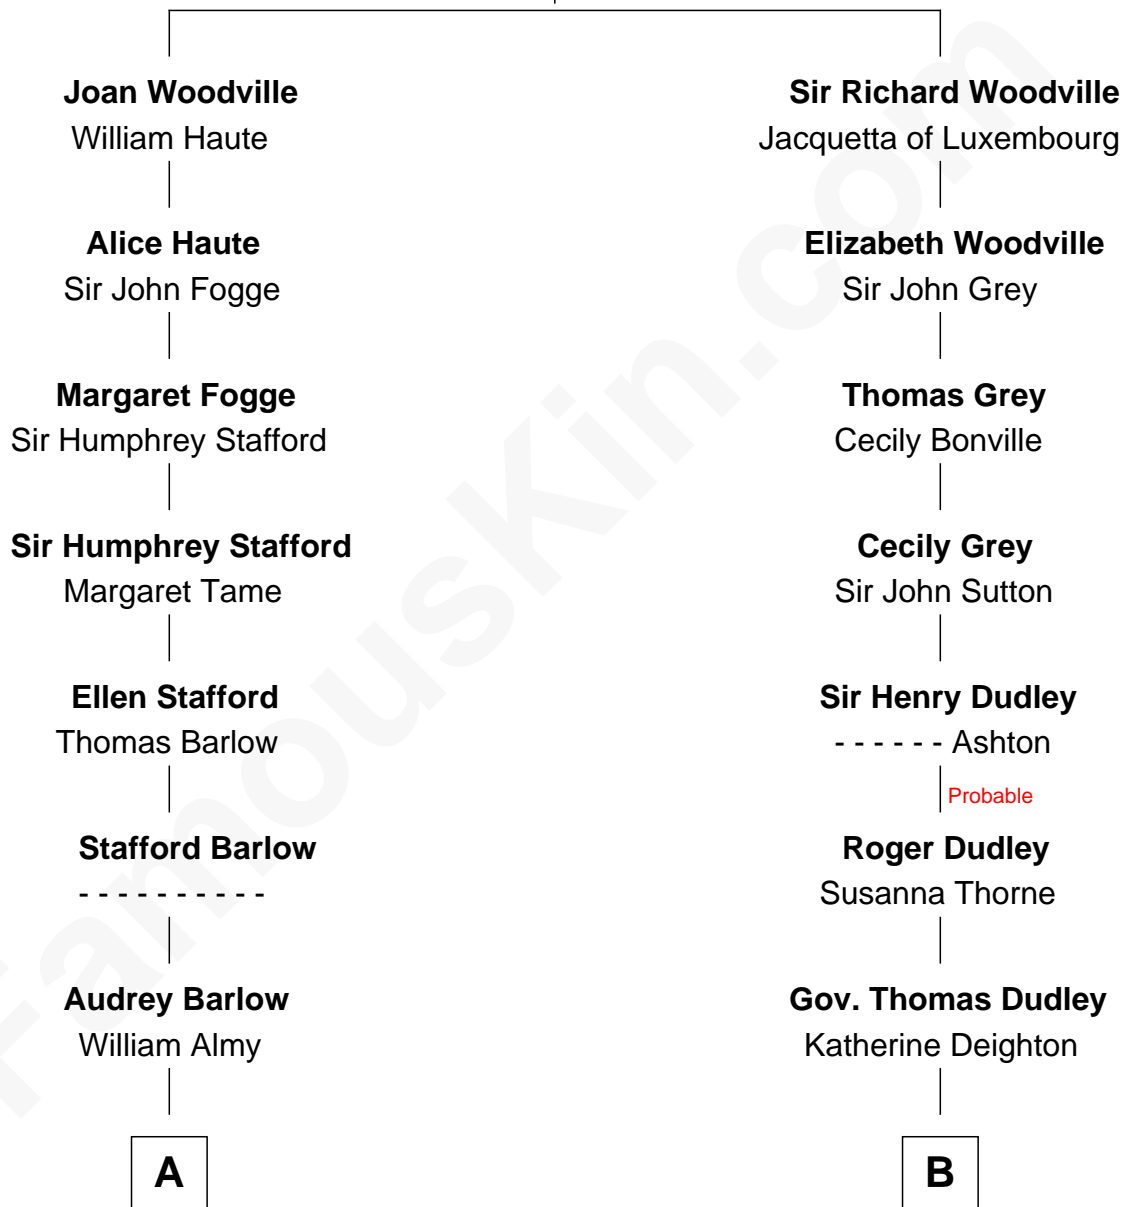 Joan Woodville
William Haute
Alice Haute
Sir John Fogge
Margaret Fogge
Sir Humphrey Stafford
Sir Humphrey Stafford
Margaret Tame
Ellen Stafford
Thomas Barlow
Stafford Barlow
- - - - - - - - - -
Audrey Barlow
William Almy
A
Sir Richard Woodville
Jacquetta of Luxembourg
Elizabeth Woodville
Sir John Grey
Thomas Grey
Cecily Bonville
Cecily Grey
Sir John Sutton
Sir Henry Dudley
- - - - - - Ashton
Probable
Roger Dudley
Susanna Thorne
Gov. Thomas Dudley
Katherine Deighton
B
FamousKin.com